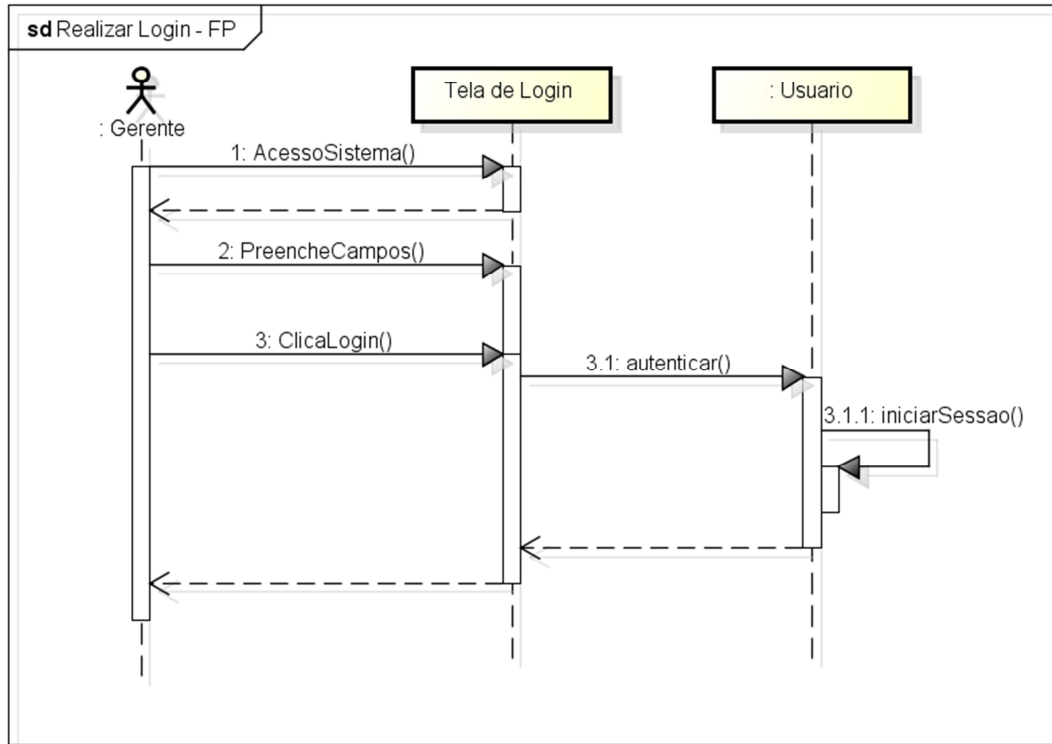 sd Realizar Login - FP
Tela de Login
: Usuario
: Gerente
1: AcessoSistema()
2: PreencheCampos()
3: ClicaLogin()
3.1: autenticar()
3.1.1: iniciarSessao()